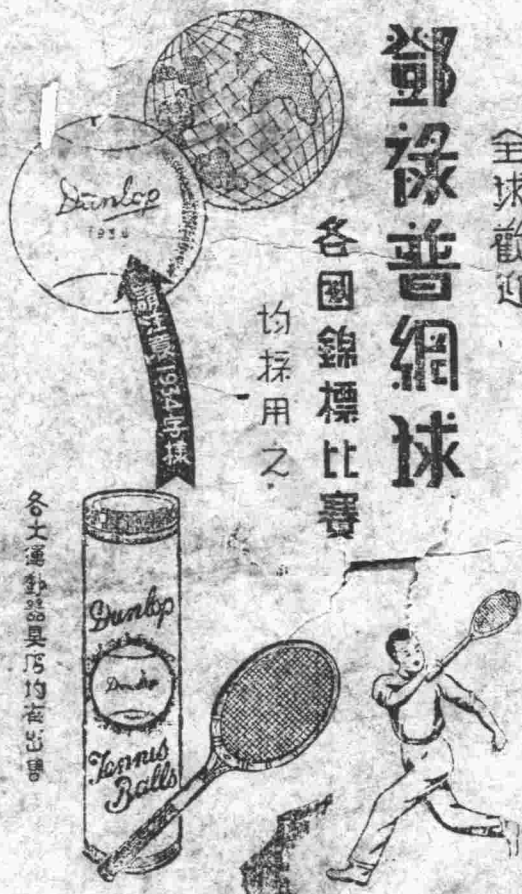 全球歡迎
鄧祿普網球
各國錦標比賽
均採用之
Dunlop
1934
請注意1934字樣
Dunlop
Dunlop
Tennis
Balls
各大運動器具店均有出售